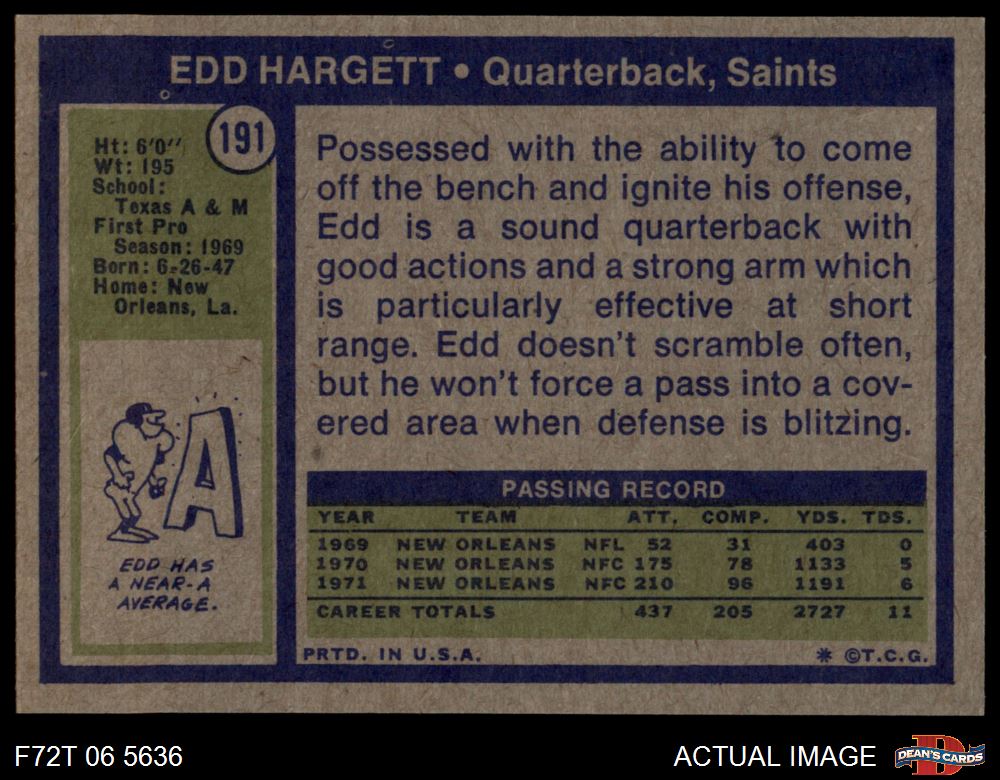 EDD HARGETT • Quarterback, Saints
191
Ht: 6'0"
Wt: 195
School:
Texas A & M
First Pro
Season: 1969
Born: 6-26-47
Home: New
Orleans, La.
A
EDD HAS
A NEAR-A
AVERAGE.
Possessed with the ability to come
off the bench and ignite his offense,
Edd is a sound quarterback with
good actions and a strong arm which
is particularly effective at short
range. Edd doesn't scramble often,
but he won't force a pass into a cov-
ered area when defense is blitzing.
PASSING RECORD
YEAR TEAM ATT. COMP. YDS. TDS.
1969 NEW ORLEANS NFL 52 31 403 0
1970 NEW ORLEANS NFC 175 78 1133 5
1971 NEW ORLEANS NFC 210 96 1191 6
CAREER TOTALS 437 205 2727 11
PRTD. IN U.S.A. * ©T.C.G.
F72T 06 5636 ACTUAL IMAGE DEAN'S CARDS